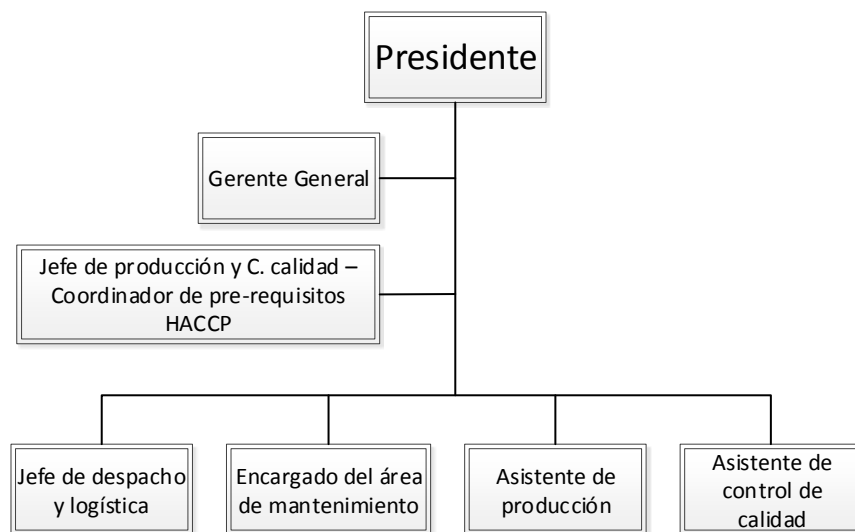 Presidente
Gerente General
Jefe de producción y C. calidad –
Coordinador de pre-requisitos
HACCP
Jefe de despacho
y logística
Encargado del área
de mantenimiento
Asistente de
producción
Asistente de
control de
calidad